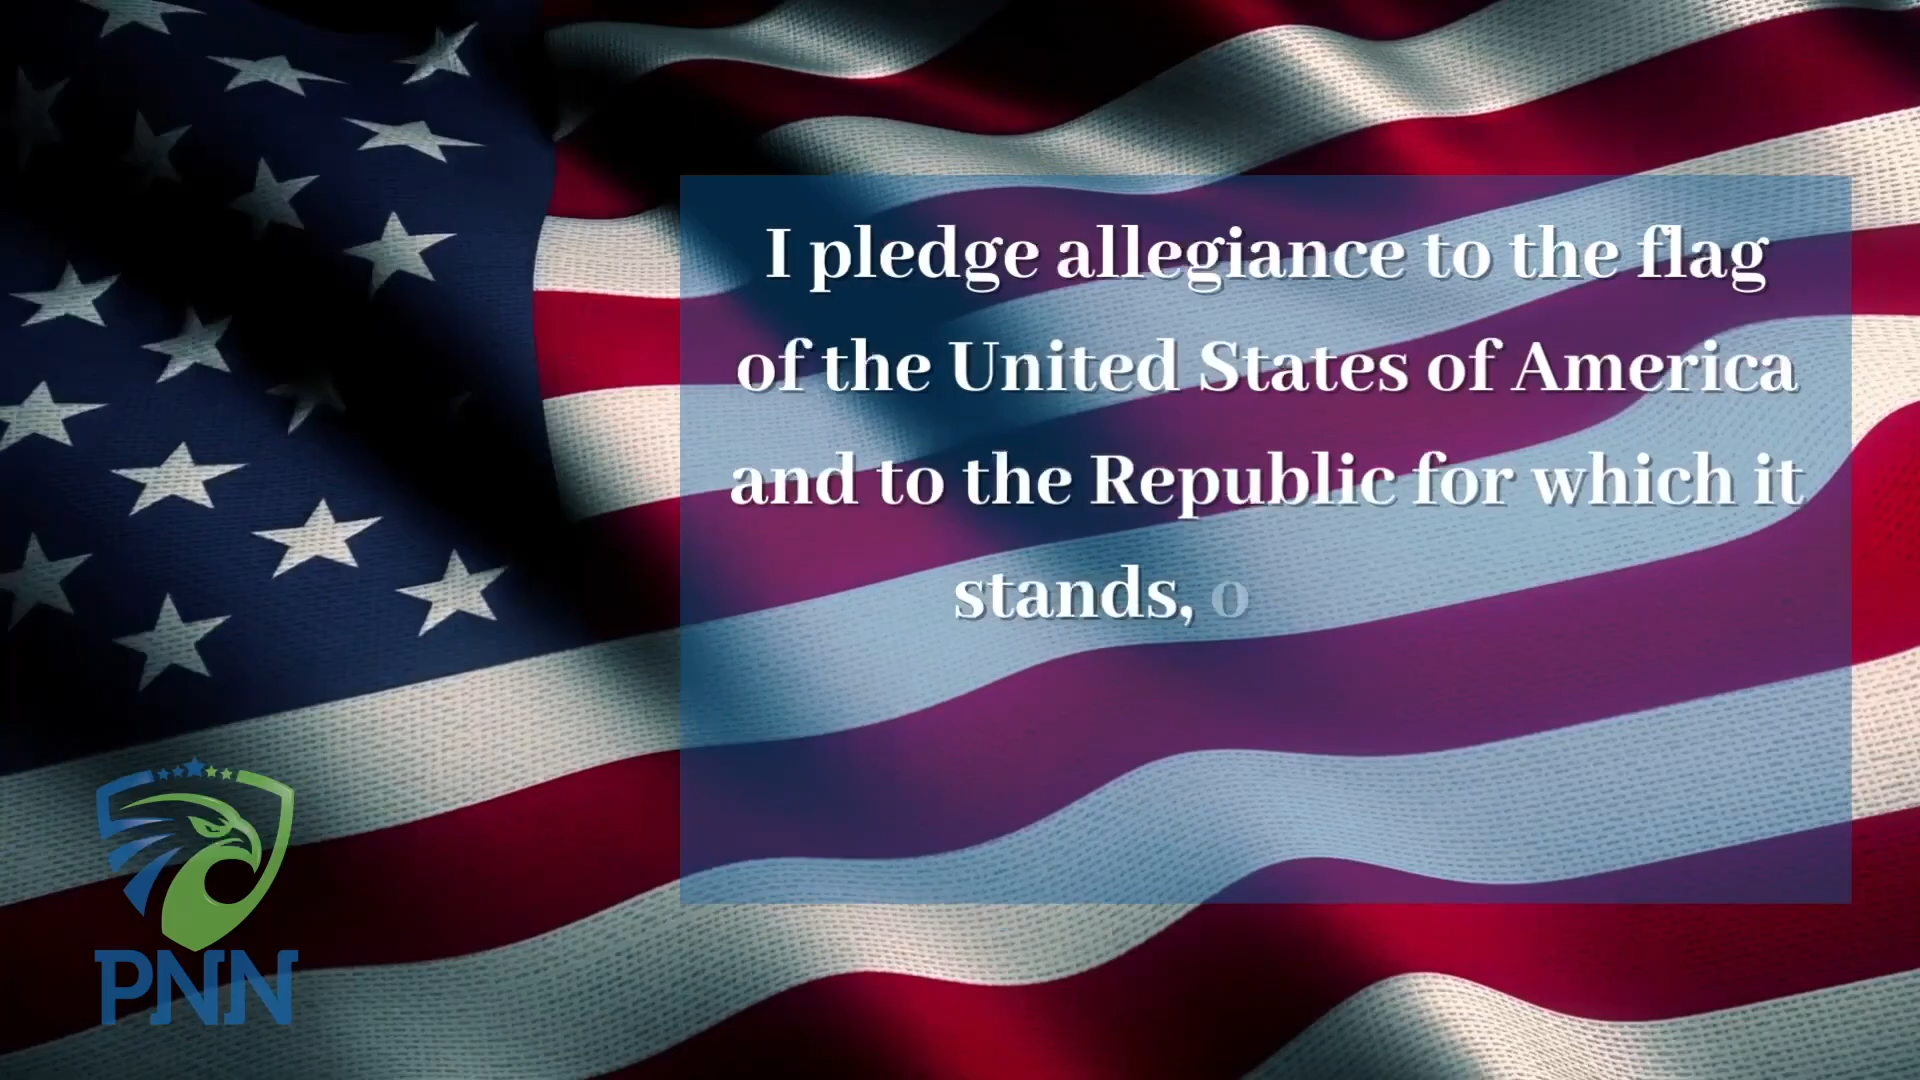 I pledge allegiance to the flag
of the United States of America
and to the Republic for which it
stands, o
PNN